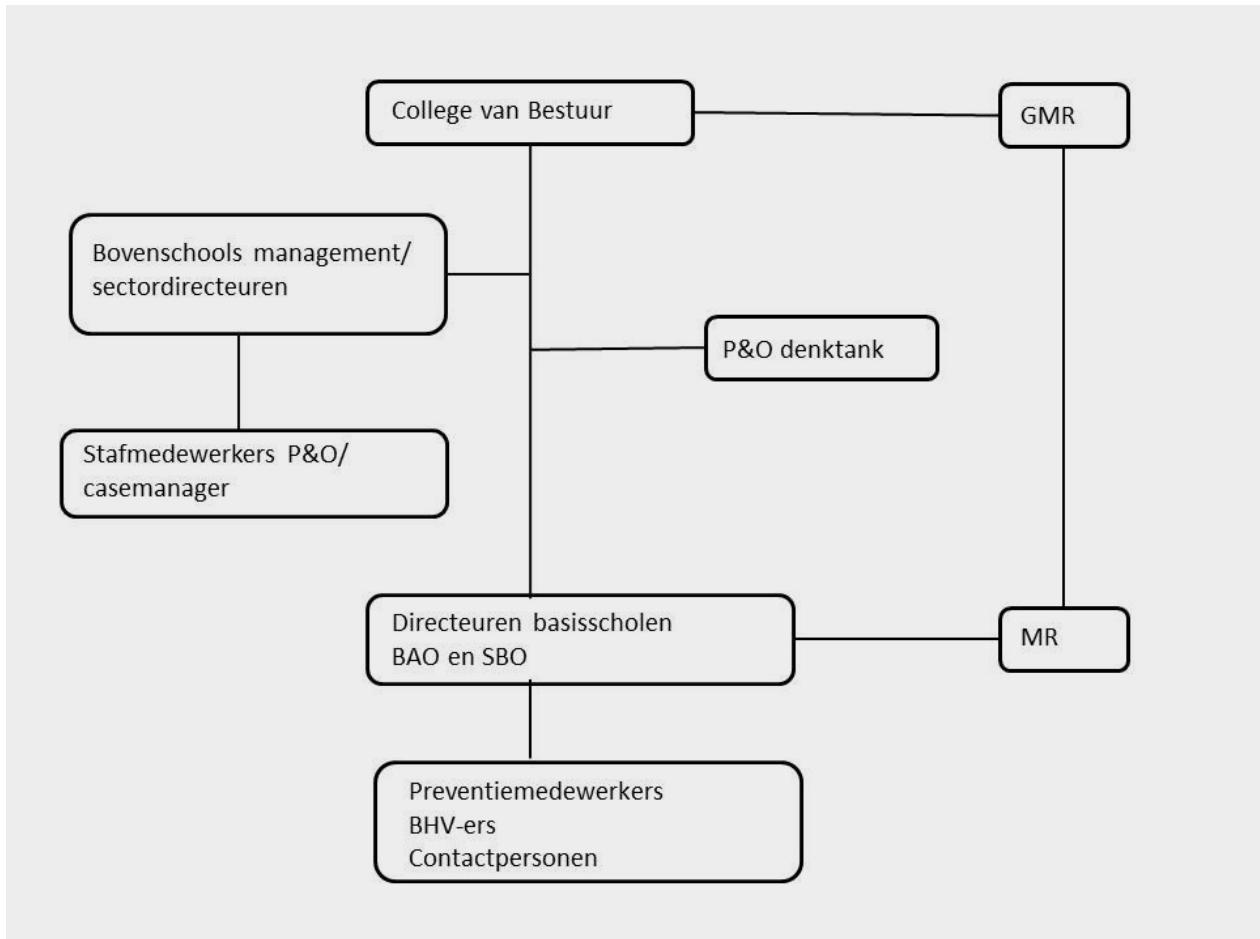 College van Bestuur
GMR
Bovenschools management/
sectordirecteuren
P&O denktank
Stafmedewerkers P&O/
casemanager
Directeuren basisscholen
BAO en SBO
MR
Preventiemedewerkers
BHV-ers
Contactpersonen